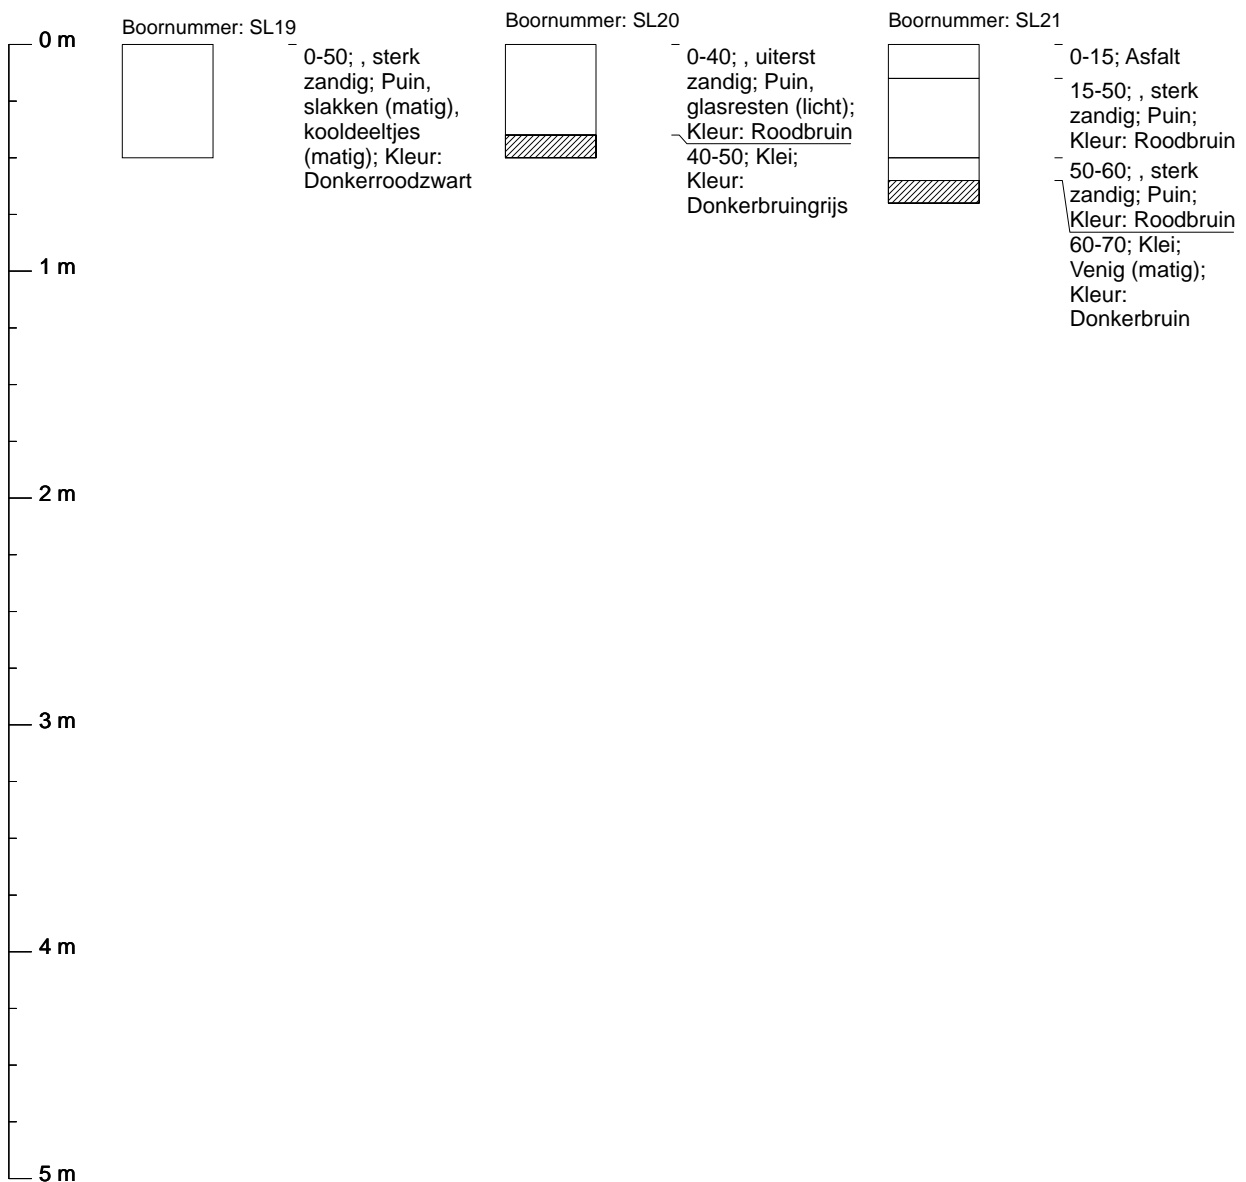 Boornummer: SL19
0-50; , sterk
zandig; Puin,
slakken (matig),
kooldeeltjes
(matig); Kleur:
Donkerroodzwart
Boornummer: SL20
0-40; , uiterst
zandig; Puin,
glasresten (licht);
Kleur: Roodbruin
40-50; Klei;
Kleur:
Donkerbruingrijs
Boornummer: SL21
0-15; Asfalt
15-50; , sterk
zandig; Puin;
Kleur: Roodbruin
50-60; , sterk
zandig; Puin;
Kleur: Roodbruin
60-70; Klei;
Venig (matig);
Kleur:
Donkerbruin
0 m
1 m
2 m
3 m
4 m
5 m